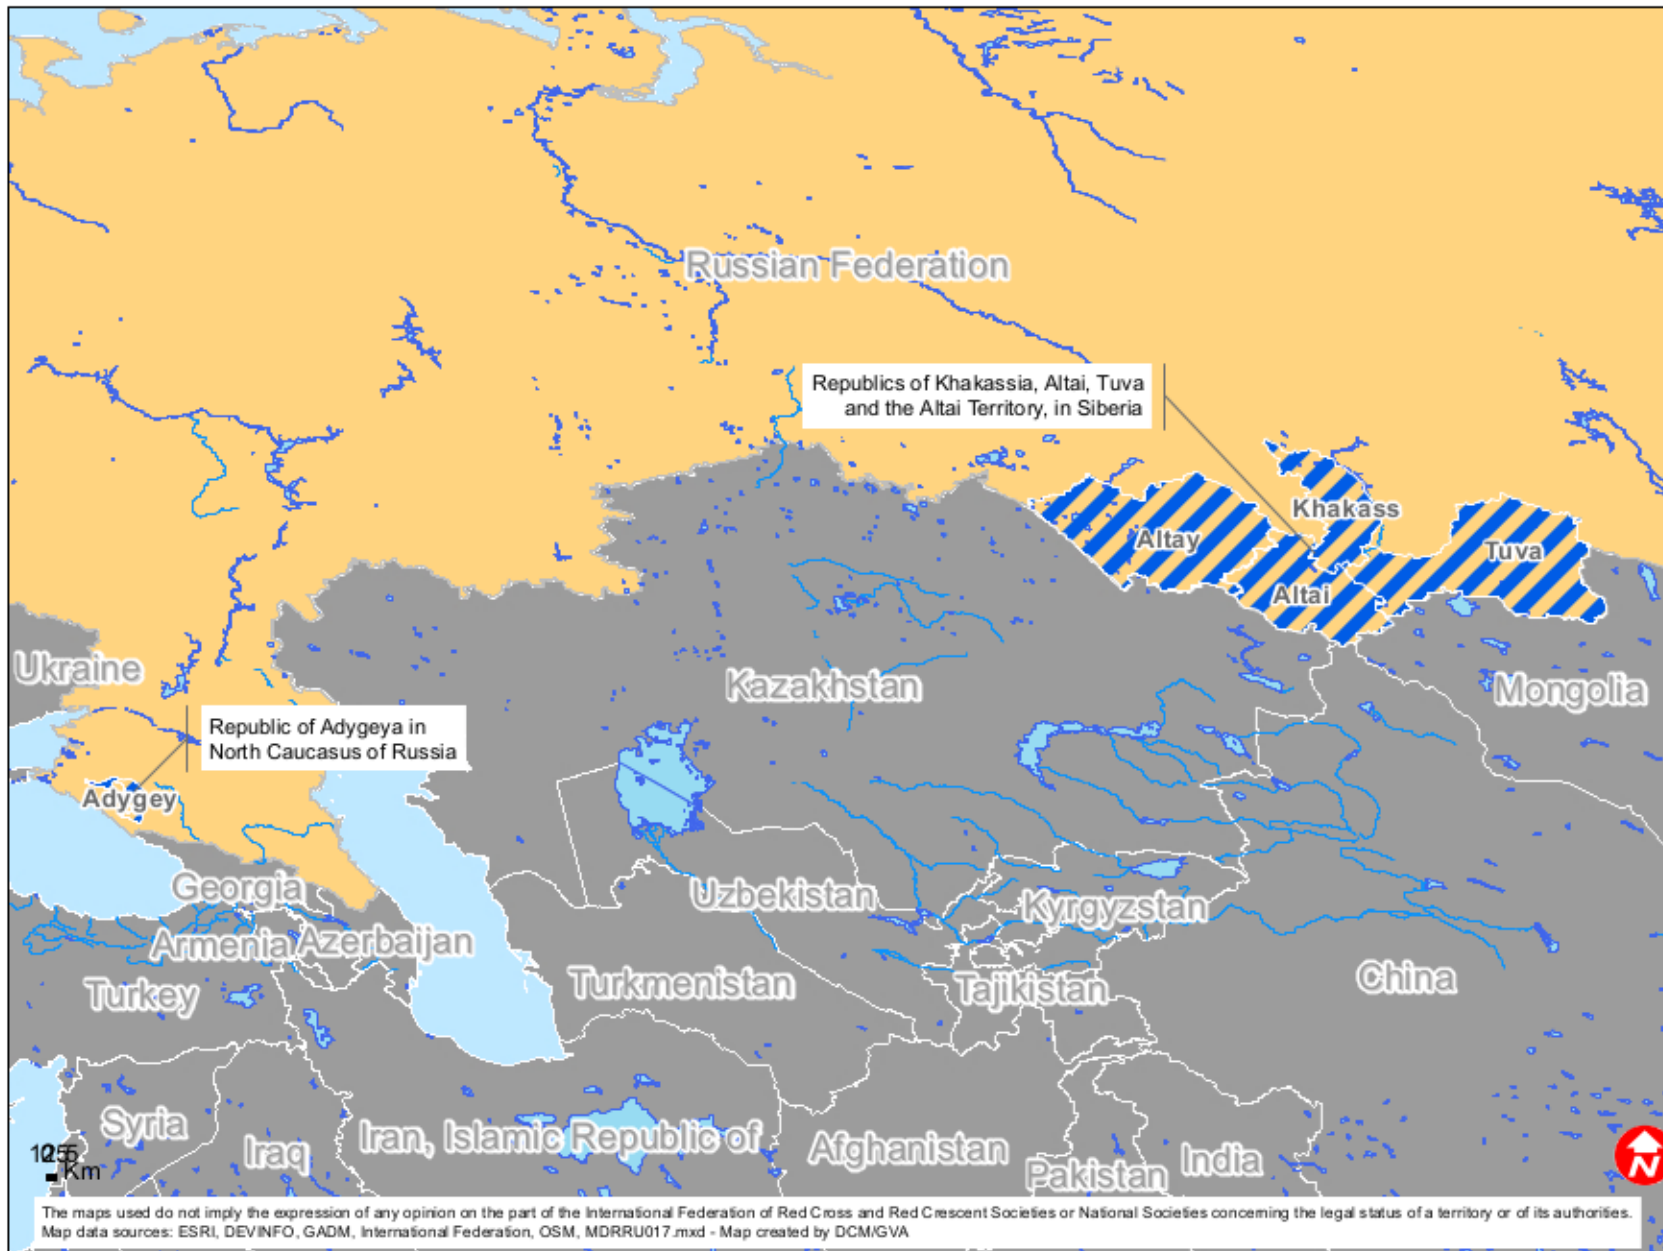 Russian Federation
Republics of Khakassia, Altai, Tuva
and the Altai Territory, in Siberia
Khakass
Altay
Tuva
Altai
Ukraine
Kazakhstan
Mongolia
Republic of Adygeya in
North Caucasus of Russia
Adygey
Georgia
Uzbekistan
Kyrgyzstan
Armenia
Azerbaijan
Turkey
Turkmenistan
Tajikistan
China
Syria
Iraq
Iran, Islamic Republic of
Afghanistan
Pakistan
India
Km
N
The maps used do not imply the expression of any opinion on the part of the International Federation of Red Cross and Red Crescent Societies or National Societies concerning the legal status of a territory or of its authorities.
Map data sources: ESRI, DEVINFO, GADM, International Federation, OSM, MDRRU017.mxd - Map created by DCM/GVA